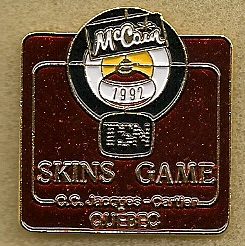 McCain
1992
TSN
SKINS GAME
C.C. Jacques-Cartier
QUEBEC